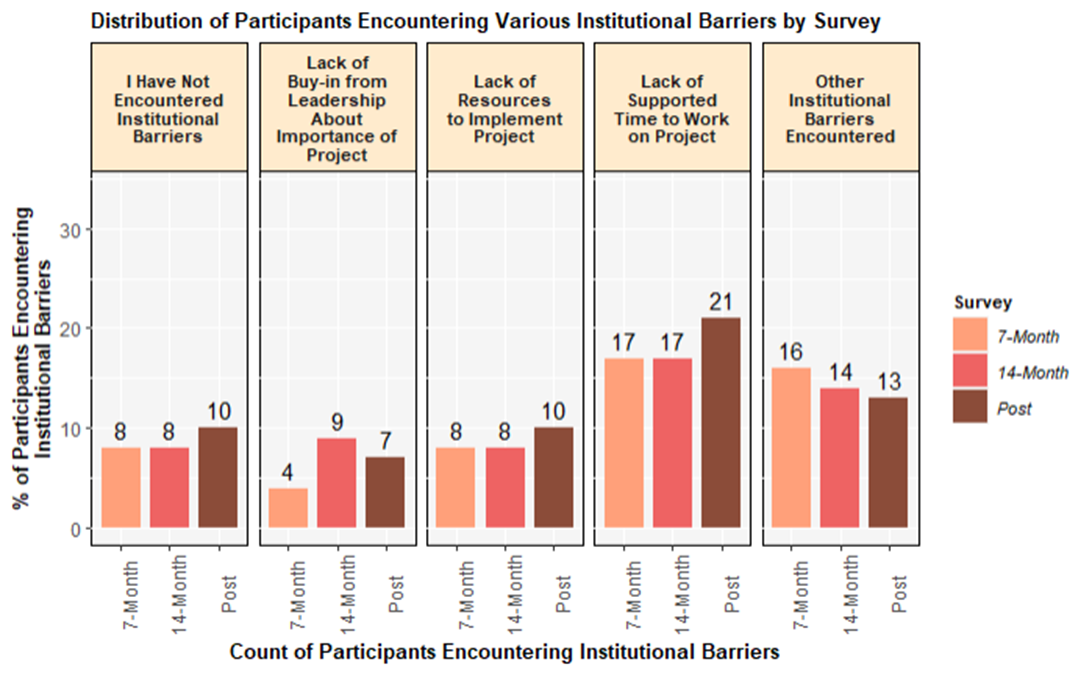 Distribution of Participants Encountering Various Institutional Barriers by Survey
I Have Not
Encountered
Institutional
Barriers
Lack of
Buy-in from
Leadership
About
Importance of
Project
Lack of
Resources
to Implement
Project
Lack of
Supported
Time to Work
on Project
Other
Institutional
Barriers
Encountered
% of Participants Encountering
Institutional Barriers
30
20
10
0
8
8
10
4
9
7
8
8
10
17
17
21
16
14
13
7-Month
14-Month
Post
7-Month
14-Month
Post
7-Month
14-Month
Post
7-Month
14-Month
Post
7-Month
14-Month
Post
Count of Participants Encountering Institutional Barriers
Survey
7-Month
14-Month
Post